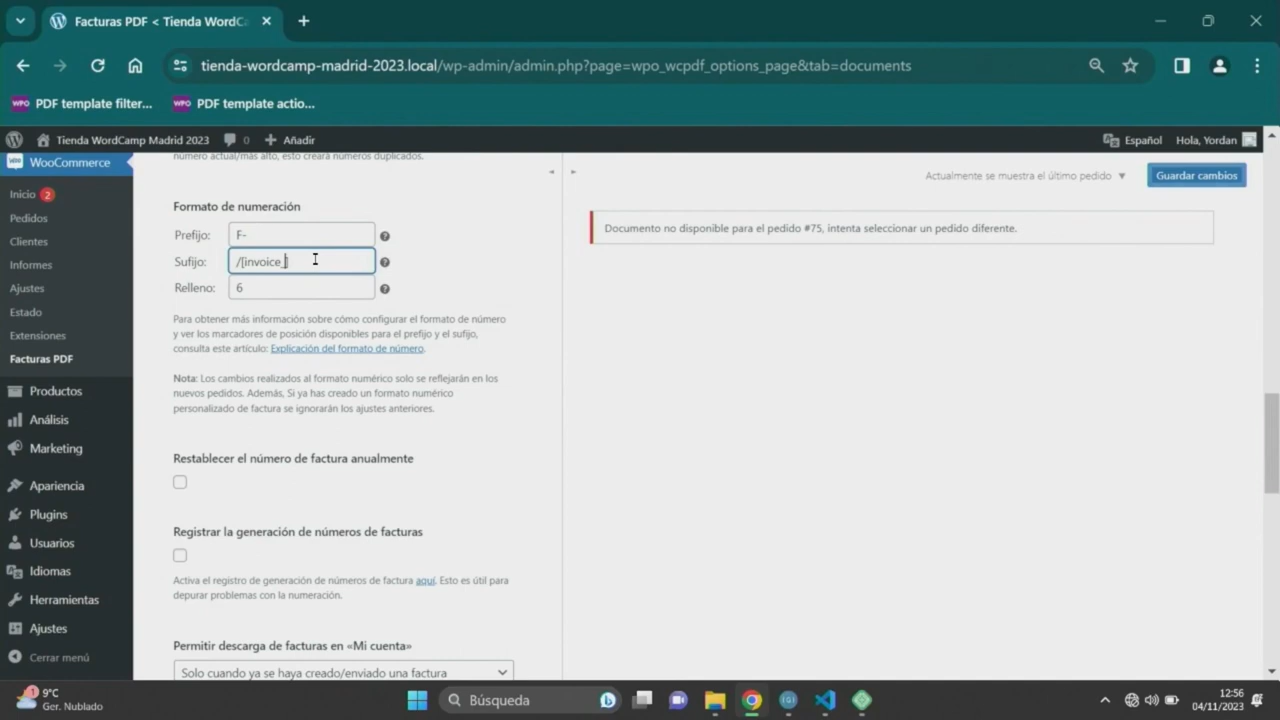 Facturas PDF < Tienda WordCa
tienda-wordcamp-madrid-2023.local/wp-admin/admin.php?page=wpo_wcpdf_options_page&tab=documents
WPO PDF template filter...
WPO PDF template actio...
Tienda WordCamp Madrid 2023
0
Añadir
Español
Hola, Yordan
WooCommerce
Inicio 2
Pedidos
Clientes
Informes
Ajustes
Estado
Extensiones
Facturas PDF
Productos
Análisis
Marketing
Apariencia
Plugins
Usuarios
Idiomas
Herramientas
Ajustes
Cerrar menú
número actual/más alto, esto creará números duplicados.
Formato de numeración
Prefijo: F-
Sufijo: /[invoice_]
Relleno: 6
Para obtener más información sobre cómo configurar el formato de número
y ver los marcadores de posición disponibles para el prefijo y el sufijo,
consulta este artículo: Explicación del formato de número.
Nota: Los cambios realizados al formato numérico solo se reflejarán en los
nuevos pedidos. Además, Si ya has creado un formato numérico
personalizado de factura se ignorarán los ajustes anteriores.
Restablecer el número de factura anualmente
Registrar la generación de números de facturas
Activa el registro de generación de números de factura aquí. Esto es útil para
depurar problemas con la numeración.
Permitir descarga de facturas en «Mi cuenta»
Solo cuando ya se haya creado/enviado una factura
Actualmente se muestra el último pedido
Guardar cambios
Documento no disponible para el pedido #75, intenta seleccionar un pedido diferente.
1
9°C
Ger. Nublado
Búsqueda
12:56
04/11/2023